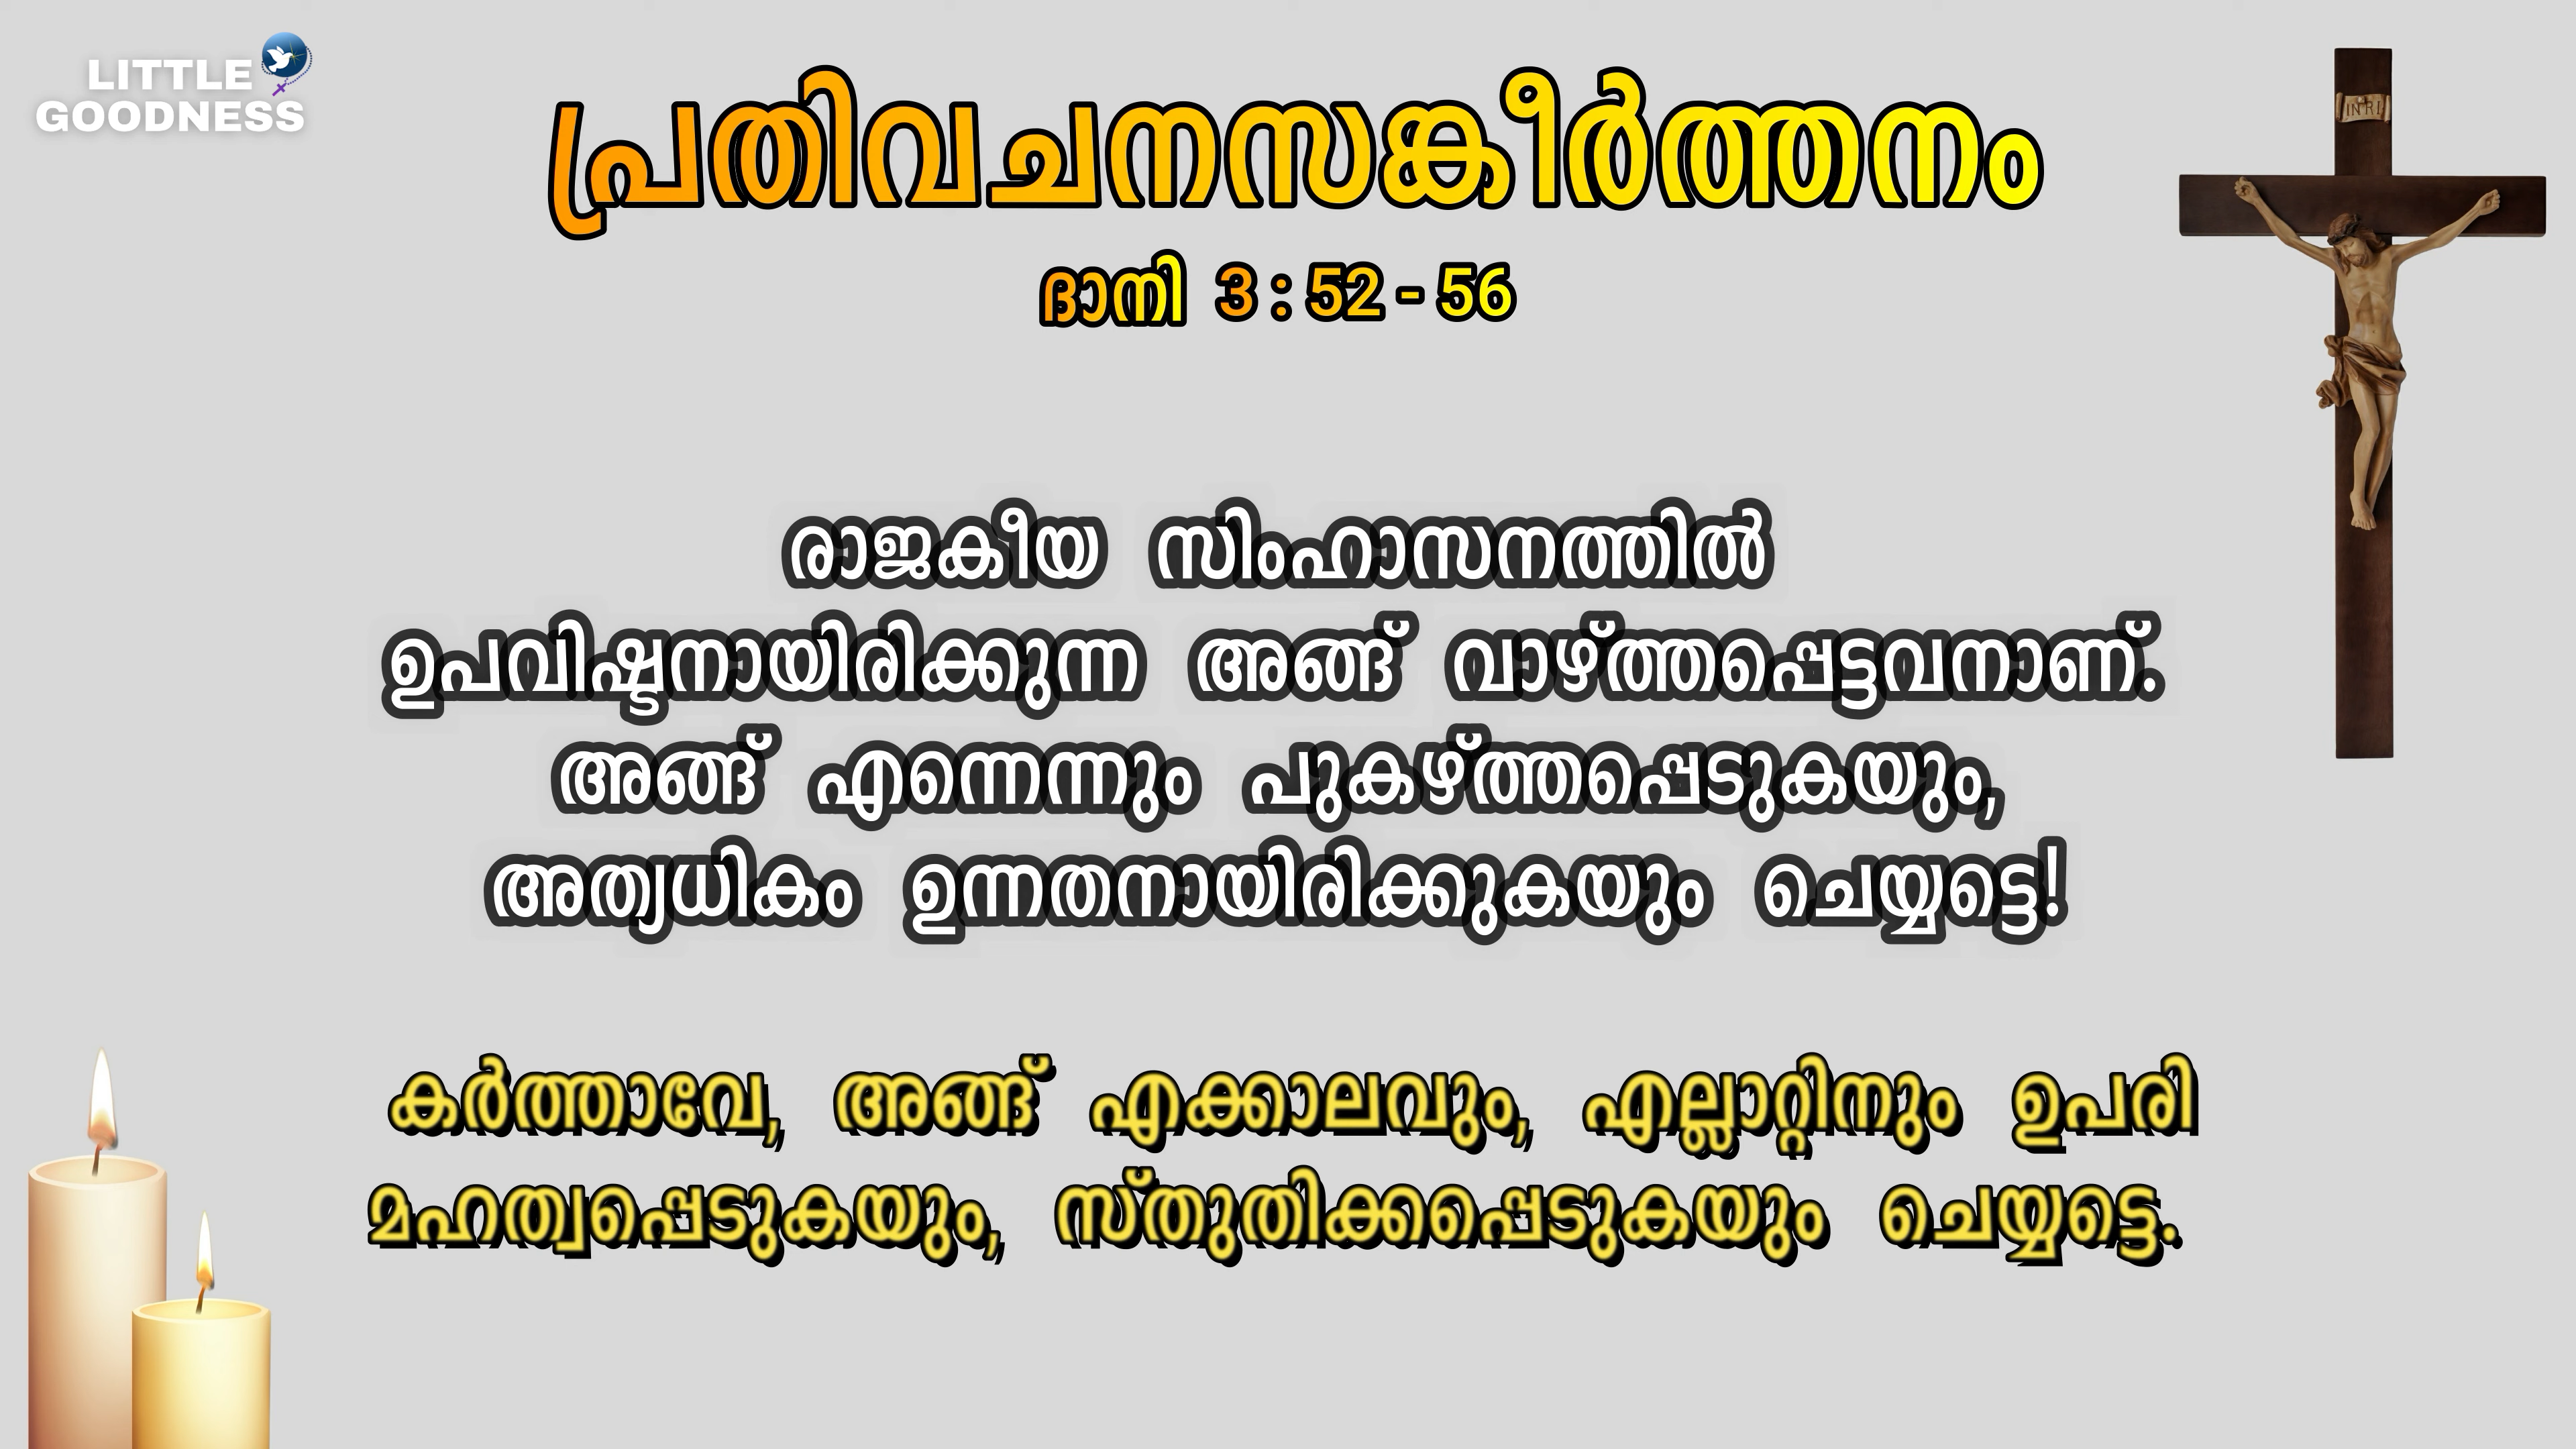 LITTLE
GOODNESS
പ്രതിവചനസങ്കീർത്തനം
ദാനി 3 : 52 - 56
INRI
രാജകീയ സിംഹാസനത്തിൽ
ഉപവിഷ്ടനായിരിക്കുന്ന അങ്ങ് വാഴ്ത്തപ്പെട്ടവനാണ്.
അങ്ങ് എന്നെന്നും പുകഴ്ത്തപ്പെടുകയും,
അത്യധികം ഉന്നതനായിരിക്കുകയും ചെയ്യട്ടെ!
കർത്താവേ, അങ്ങ് എക്കാലവും, എല്ലാറ്റിനും ഉപരി
മഹത്വപ്പെടുകയും, സ്തുതിക്കപ്പെടുകയും ചെയ്യട്ടെ.